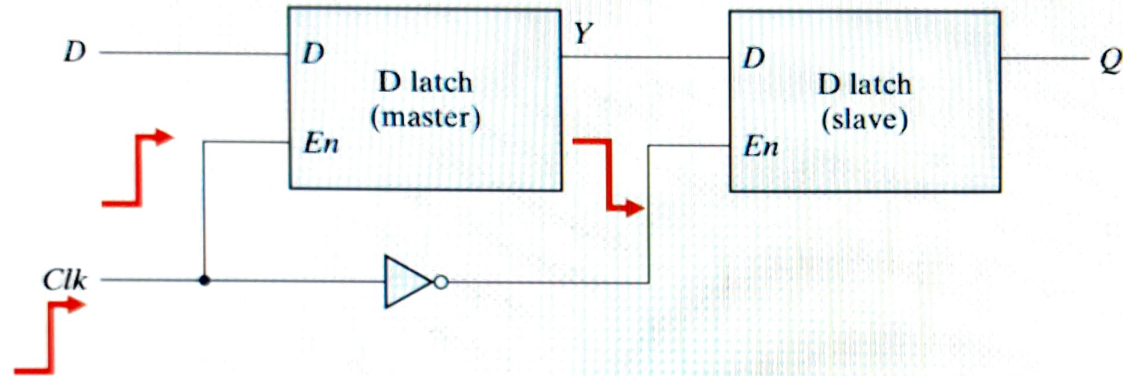 D
D
D latch
(master)
En
Y
D
D latch
(slave)
En
Q
Clk